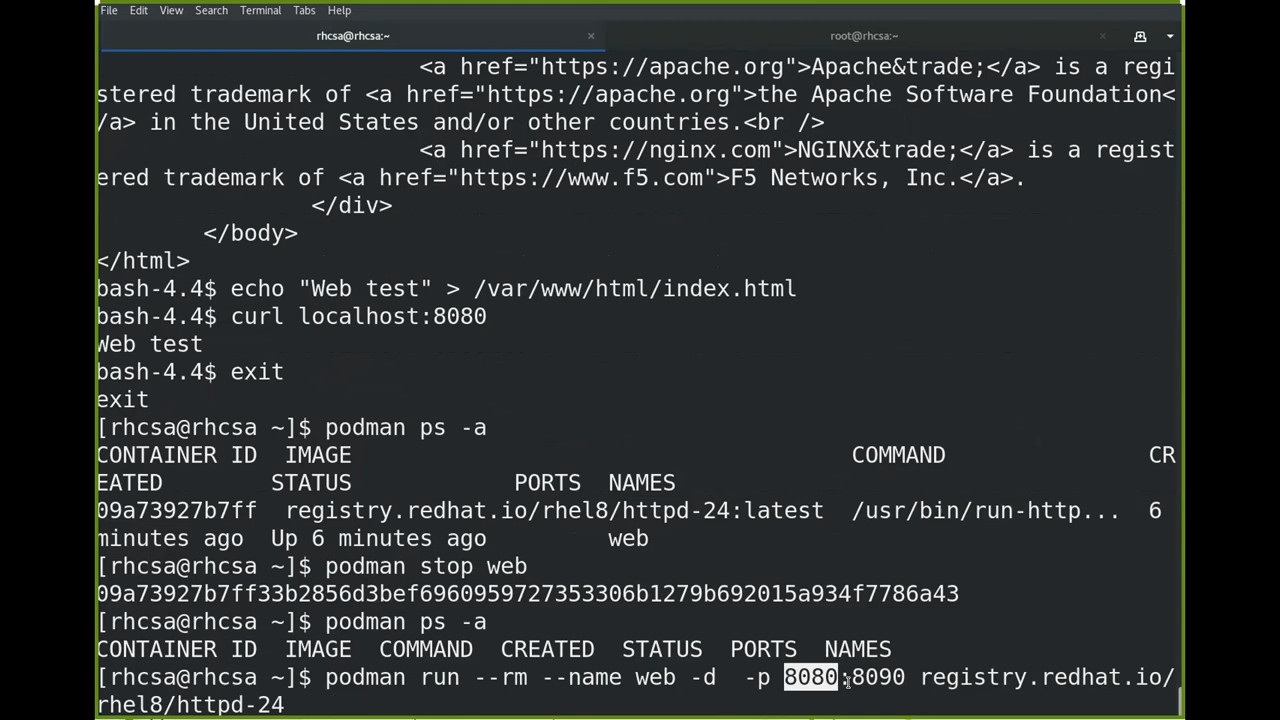 File Edit View Search Terminal Tabs Help
rhcsa@rhcsa:~ × root@rhcsa:~ ×
<a href="https://apache.org">Apache&trade;</a> is a regi
stered trademark of <a href="https://apache.org">the Apache Software Foundation<
/a> in the United States and/or other countries.<br />
<a href="https://nginx.com">NGINX&trade;</a> is a regist
ered trademark of <a href="https://www.f5.com">F5 Networks, Inc.</a>.
</div>
</body>
</html>
bash-4.4$ echo "Web test" > /var/www/html/index.html
bash-4.4$ curl localhost:8080
Web test
bash-4.4$ exit
exit
[rhcsa@rhcsa ~]$ podman ps -a
CONTAINER ID IMAGE COMMAND CR
EATED STATUS PORTS NAMES
09a73927b7ff registry.redhat.io/rhel8/httpd-24:latest /usr/bin/run-http... 6
minutes ago Up 6 minutes ago web
[rhcsa@rhcsa ~]$ podman stop web
09a73927b7ff33b2856d3bef6960959727353306b1279b692015a934f7786a43
[rhcsa@rhcsa ~]$ podman ps -a
CONTAINER ID IMAGE COMMAND CREATED STATUS PORTS NAMES
[rhcsa@rhcsa ~]$ podman run --rm --name web -d -p 8080:8090 registry.redhat.io/
rhel8/httpd-24